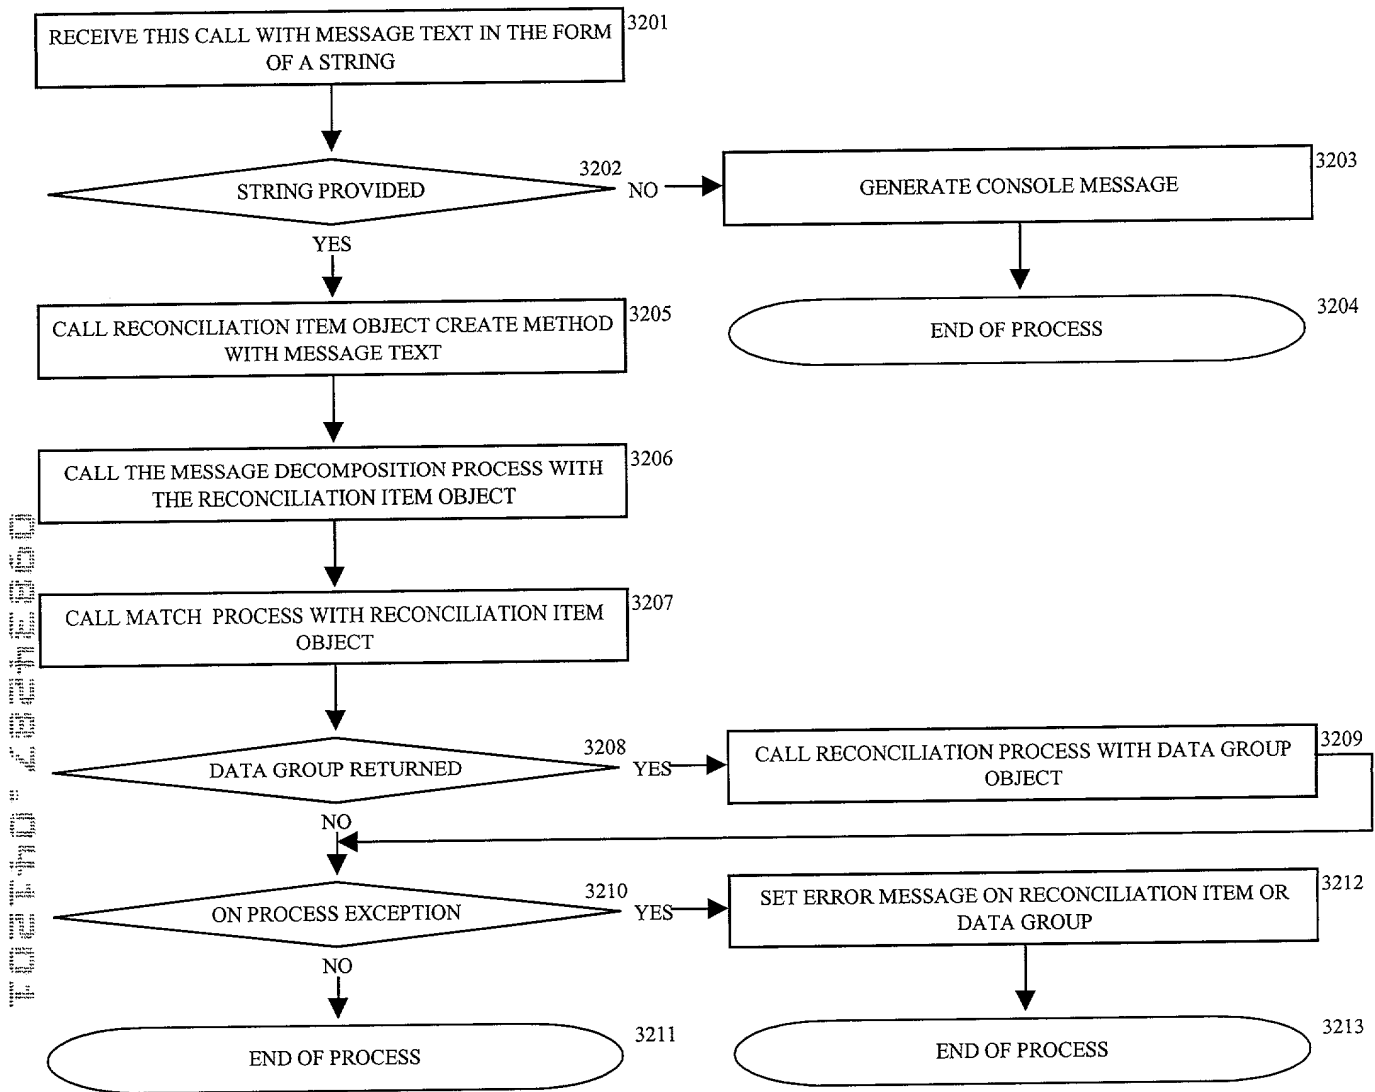 RECEIVE THIS CALL WITH MESSAGE TEXT IN THE FORM
OF A STRING
3201
STRING PROVIDED
3202
NO
GENERATE CONSOLE MESSAGE
3203
YES
END OF PROCESS
3204
CALL RECONCILIATION ITEM OBJECT CREATE METHOD
WITH MESSAGE TEXT
3205
CALL THE MESSAGE DECOMPOSITION PROCESS WITH
THE RECONCILIATION ITEM OBJECT
3206
CALL MATCH PROCESS WITH RECONCILIATION ITEM
OBJECT
3207
DATA GROUP RETURNED
3208
YES
CALL RECONCILIATION PROCESS WITH DATA GROUP
OBJECT
3209
NO
ON PROCESS EXCEPTION
3210
YES
SET ERROR MESSAGE ON RECONCILIATION ITEM OR
DATA GROUP
3212
NO
END OF PROCESS
3211
END OF PROCESS
3213